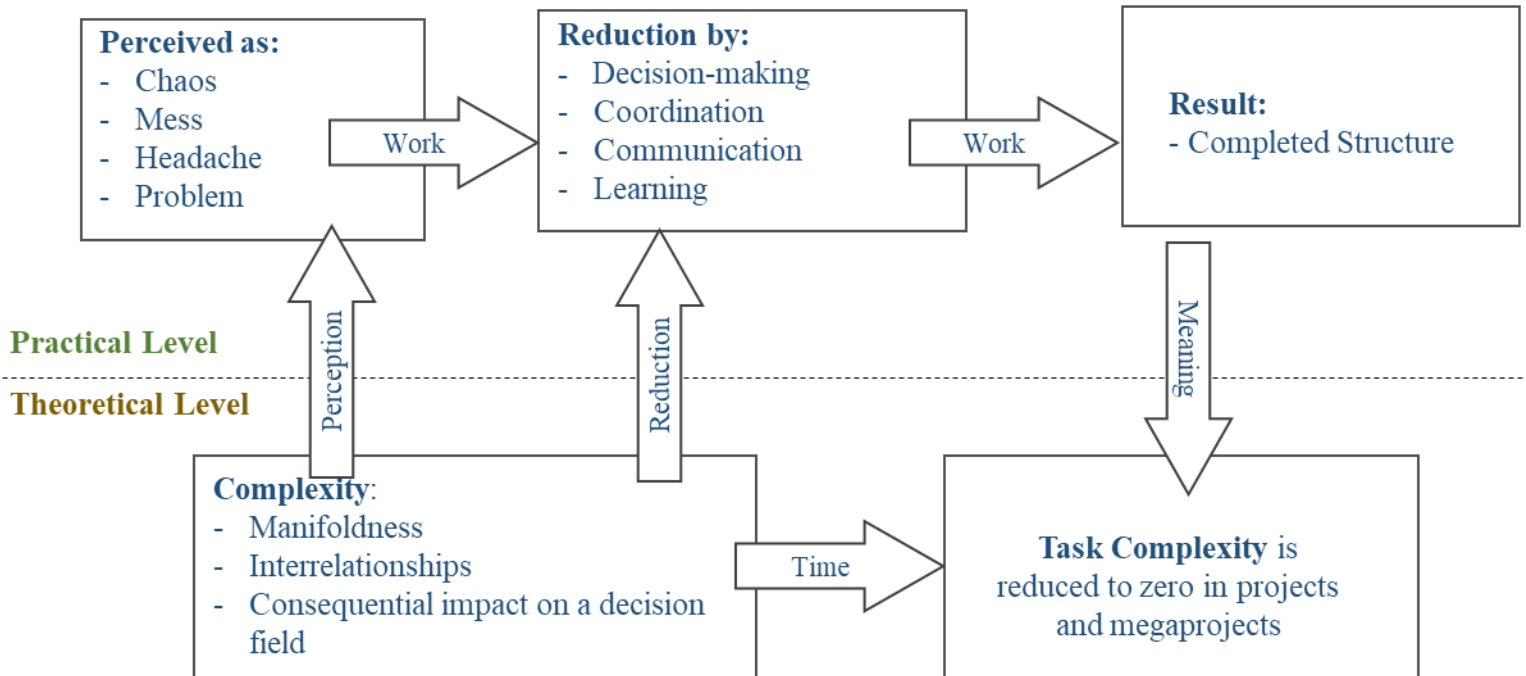 Perceived as:
- Chaos
- Mess
- Headache
- Problem
Work
Reduction by:
- Decision-making
- Coordination
- Communication
- Learning
Work
Result:
- Completed Structure
Perception
Reduction
Meaning
Practical Level
Theoretical Level
Complexity:
- Manifoldness
- Interrelationships
- Consequential impact on a decision
field
Time
Task Complexity is
reduced to zero in projects
and megaprojects